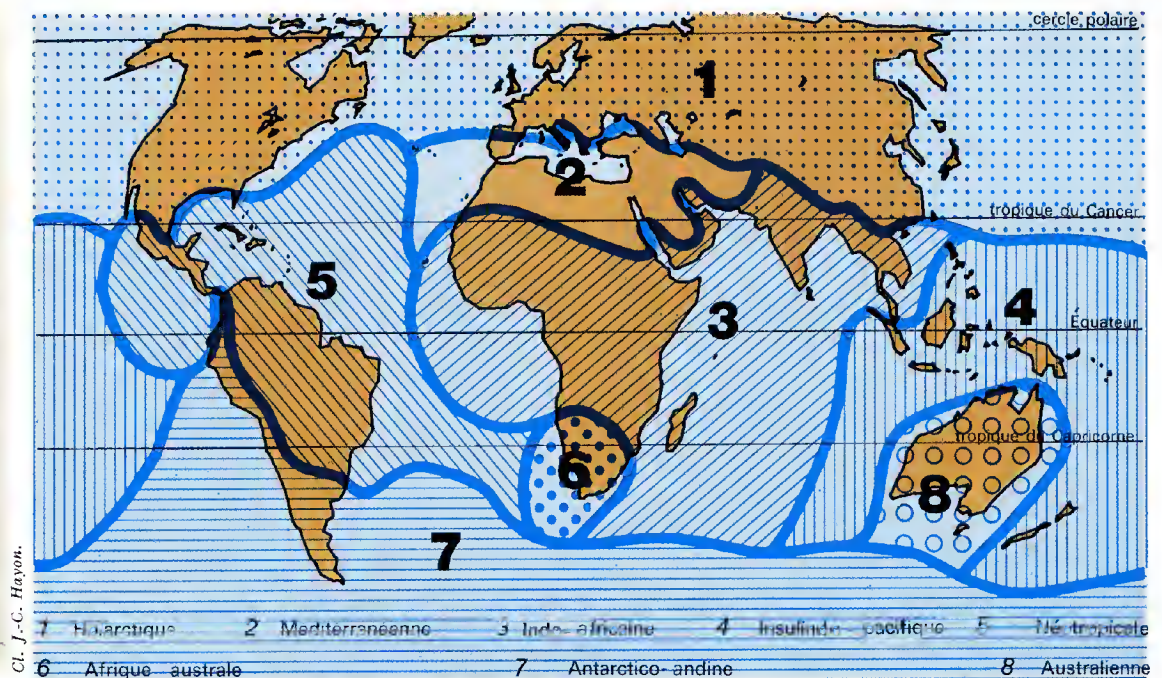 cercle polaire
1
2
tropique du Cancer
5
3
4
Équateur
tropique du Capricorne
6
8
7
Cl. J.-C. Hayon.
1 Holarctique 2 Méditerranéenne 3 Indo-africaine 4 Insulinde-pacifique 5 Néotropicale
6 Afrique australe 7 Antarctico-andine 8 Australienne